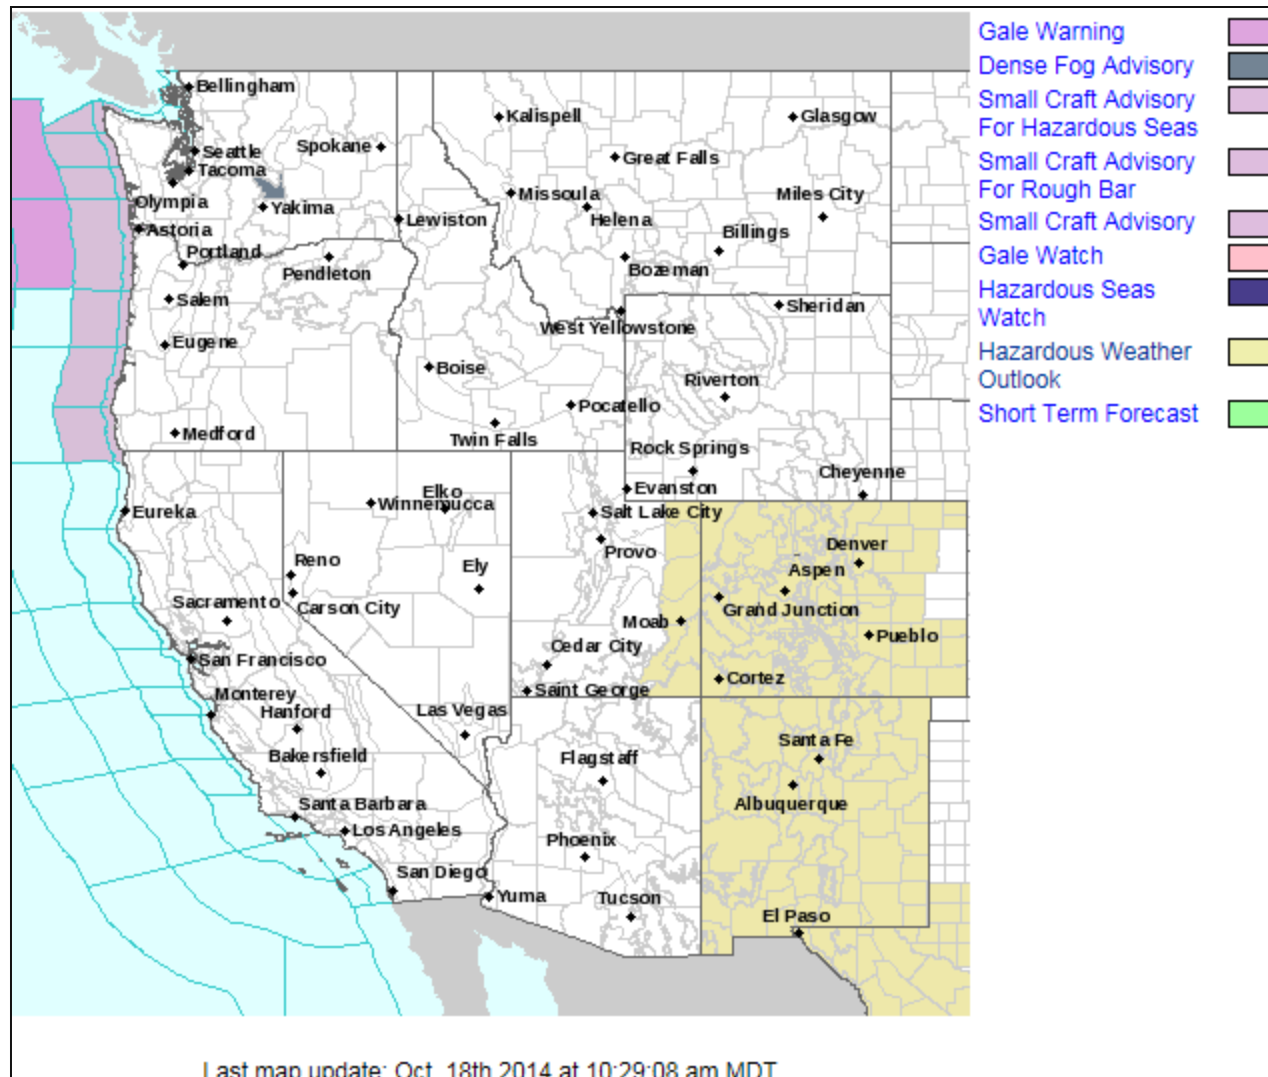 Gale Warning
Dense Fog Advisory
Small Craft Advisory
For Hazardous Seas
Small Craft Advisory
For Rough Bar
Small Craft Advisory
Gale Watch
Hazardous Seas
Watch
Hazardous Weather
Outlook
Short Term Forecast
Bellingham
Kalispell
Glasgow
Seattle
Spokane
Great Falls
Tacoma
Missoula
Miles City
Olympia
Yakima
Lewiston
Helena
Astoria
Billings
Portland
Pendleton
Bozeman
Salem
Sheridan
West Yellowstone
Eugene
Boise
Riverton
Pocatello
Medford
Twin Falls
Rock Springs
Cheyenne
Elko
Evanston
Winnemucca
Eureka
Salt Lake City
Denver
Provo
Reno
Ely
Aspen
Sacramento
Carson City
Grand Junction
Moab
Pueblo
Cedar City
San Francisco
Cortez
Saint George
Monterey
Hanford
Las Vegas
Santa Fe
Bakersfield
Flagstaff
Santa Barbara
Albuquerque
Los Angeles
Phoenix
San Diego
Yuma
Tucson
El Paso
Last map update: Oct. 18th 2014 at 10:29:08 am MDT